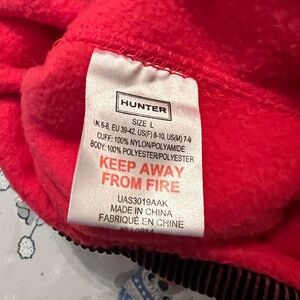 HUNTER
SIZE L
UK 6-8, EU 39-42, US(F) 8-10, US(M) 7-9
CUFF: 100% NYLON/POLYAMIDE
BODY: 100% POLYESTER/POLYESTER
KEEP AWAY
FROM FIRE
UAS3019AAK
MADE IN CHINA
FABRIQUÉ EN CHINE